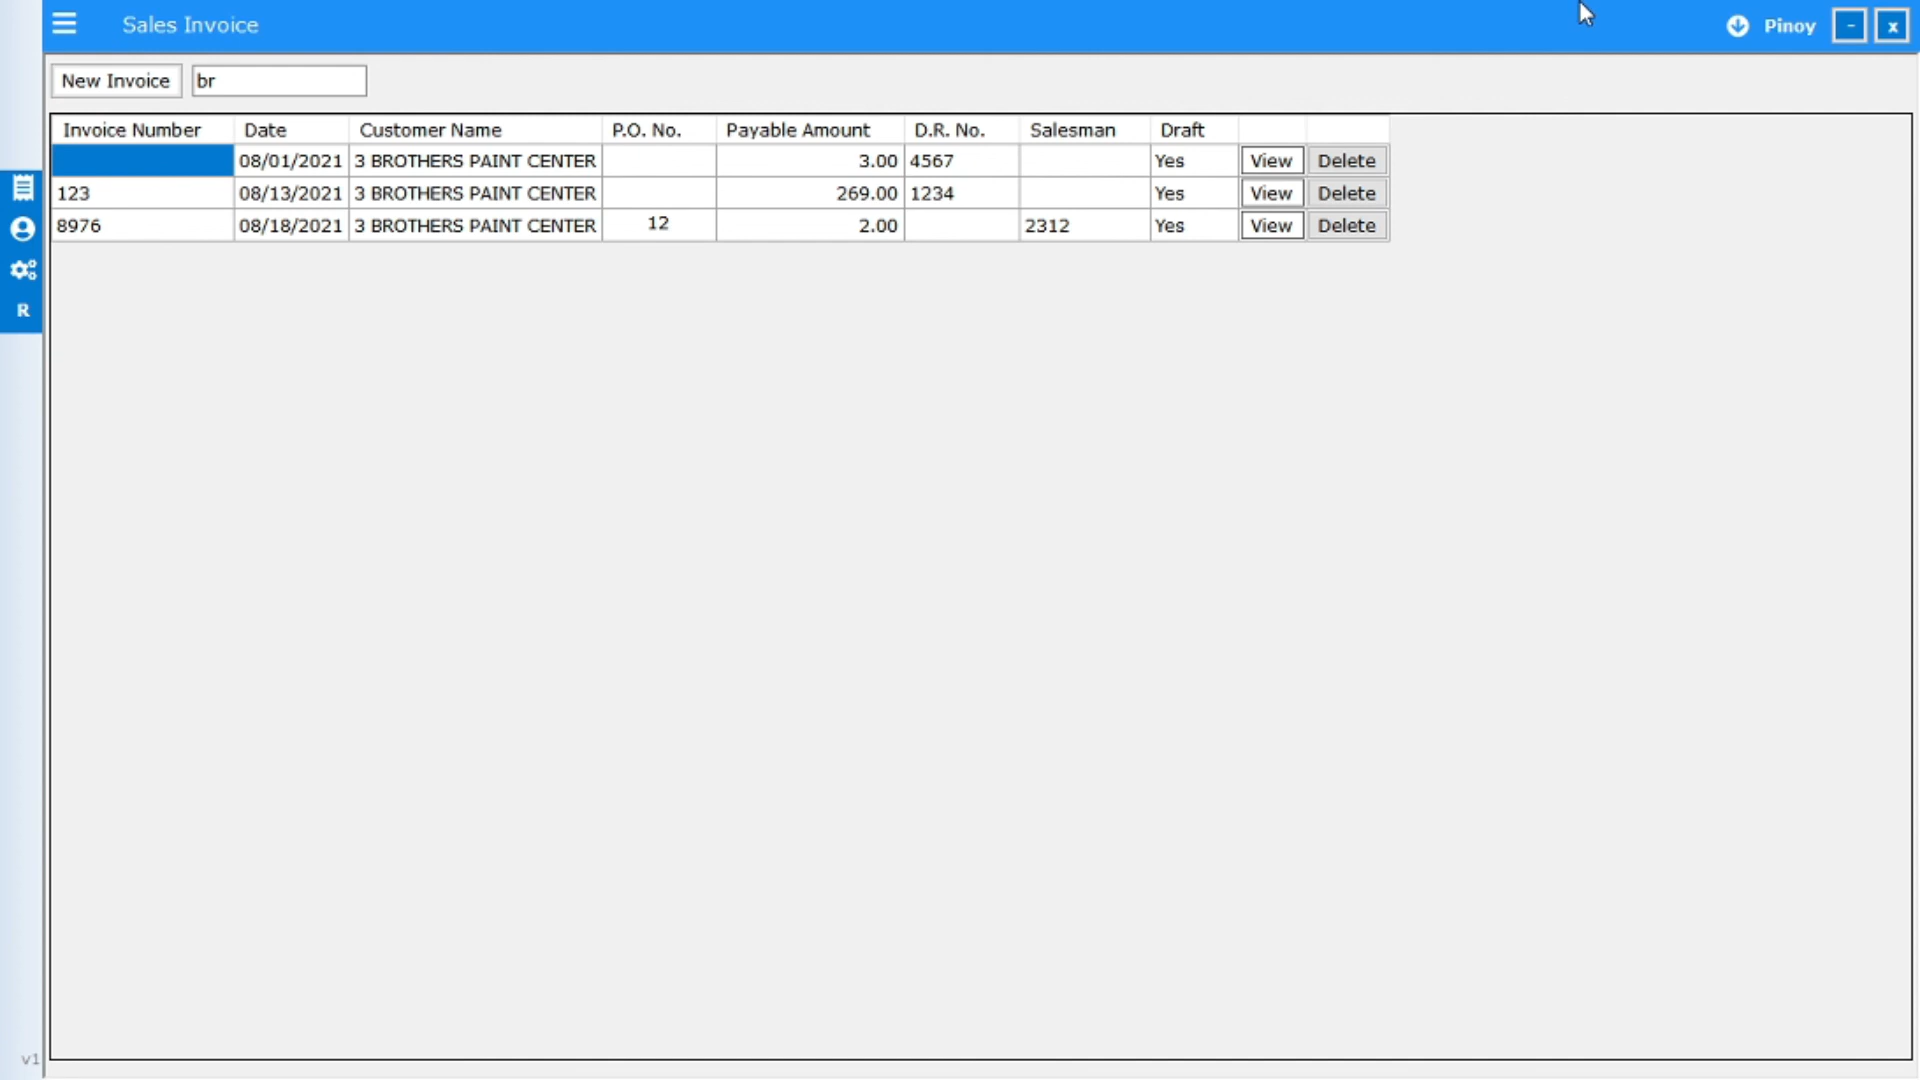 Sales Invoice
Pinoy
-
x
New Invoice
br
Invoice Number Date Customer Name P.O. No. Payable Amount D.R. No. Salesman Draft
08/01/2021 3 BROTHERS PAINT CENTER 3.00 4567 Yes View Delete
123 08/13/2021 3 BROTHERS PAINT CENTER 269.00 1234 Yes View Delete
8976 08/18/2021 3 BROTHERS PAINT CENTER 12 2.00 2312 Yes View Delete
R
v1